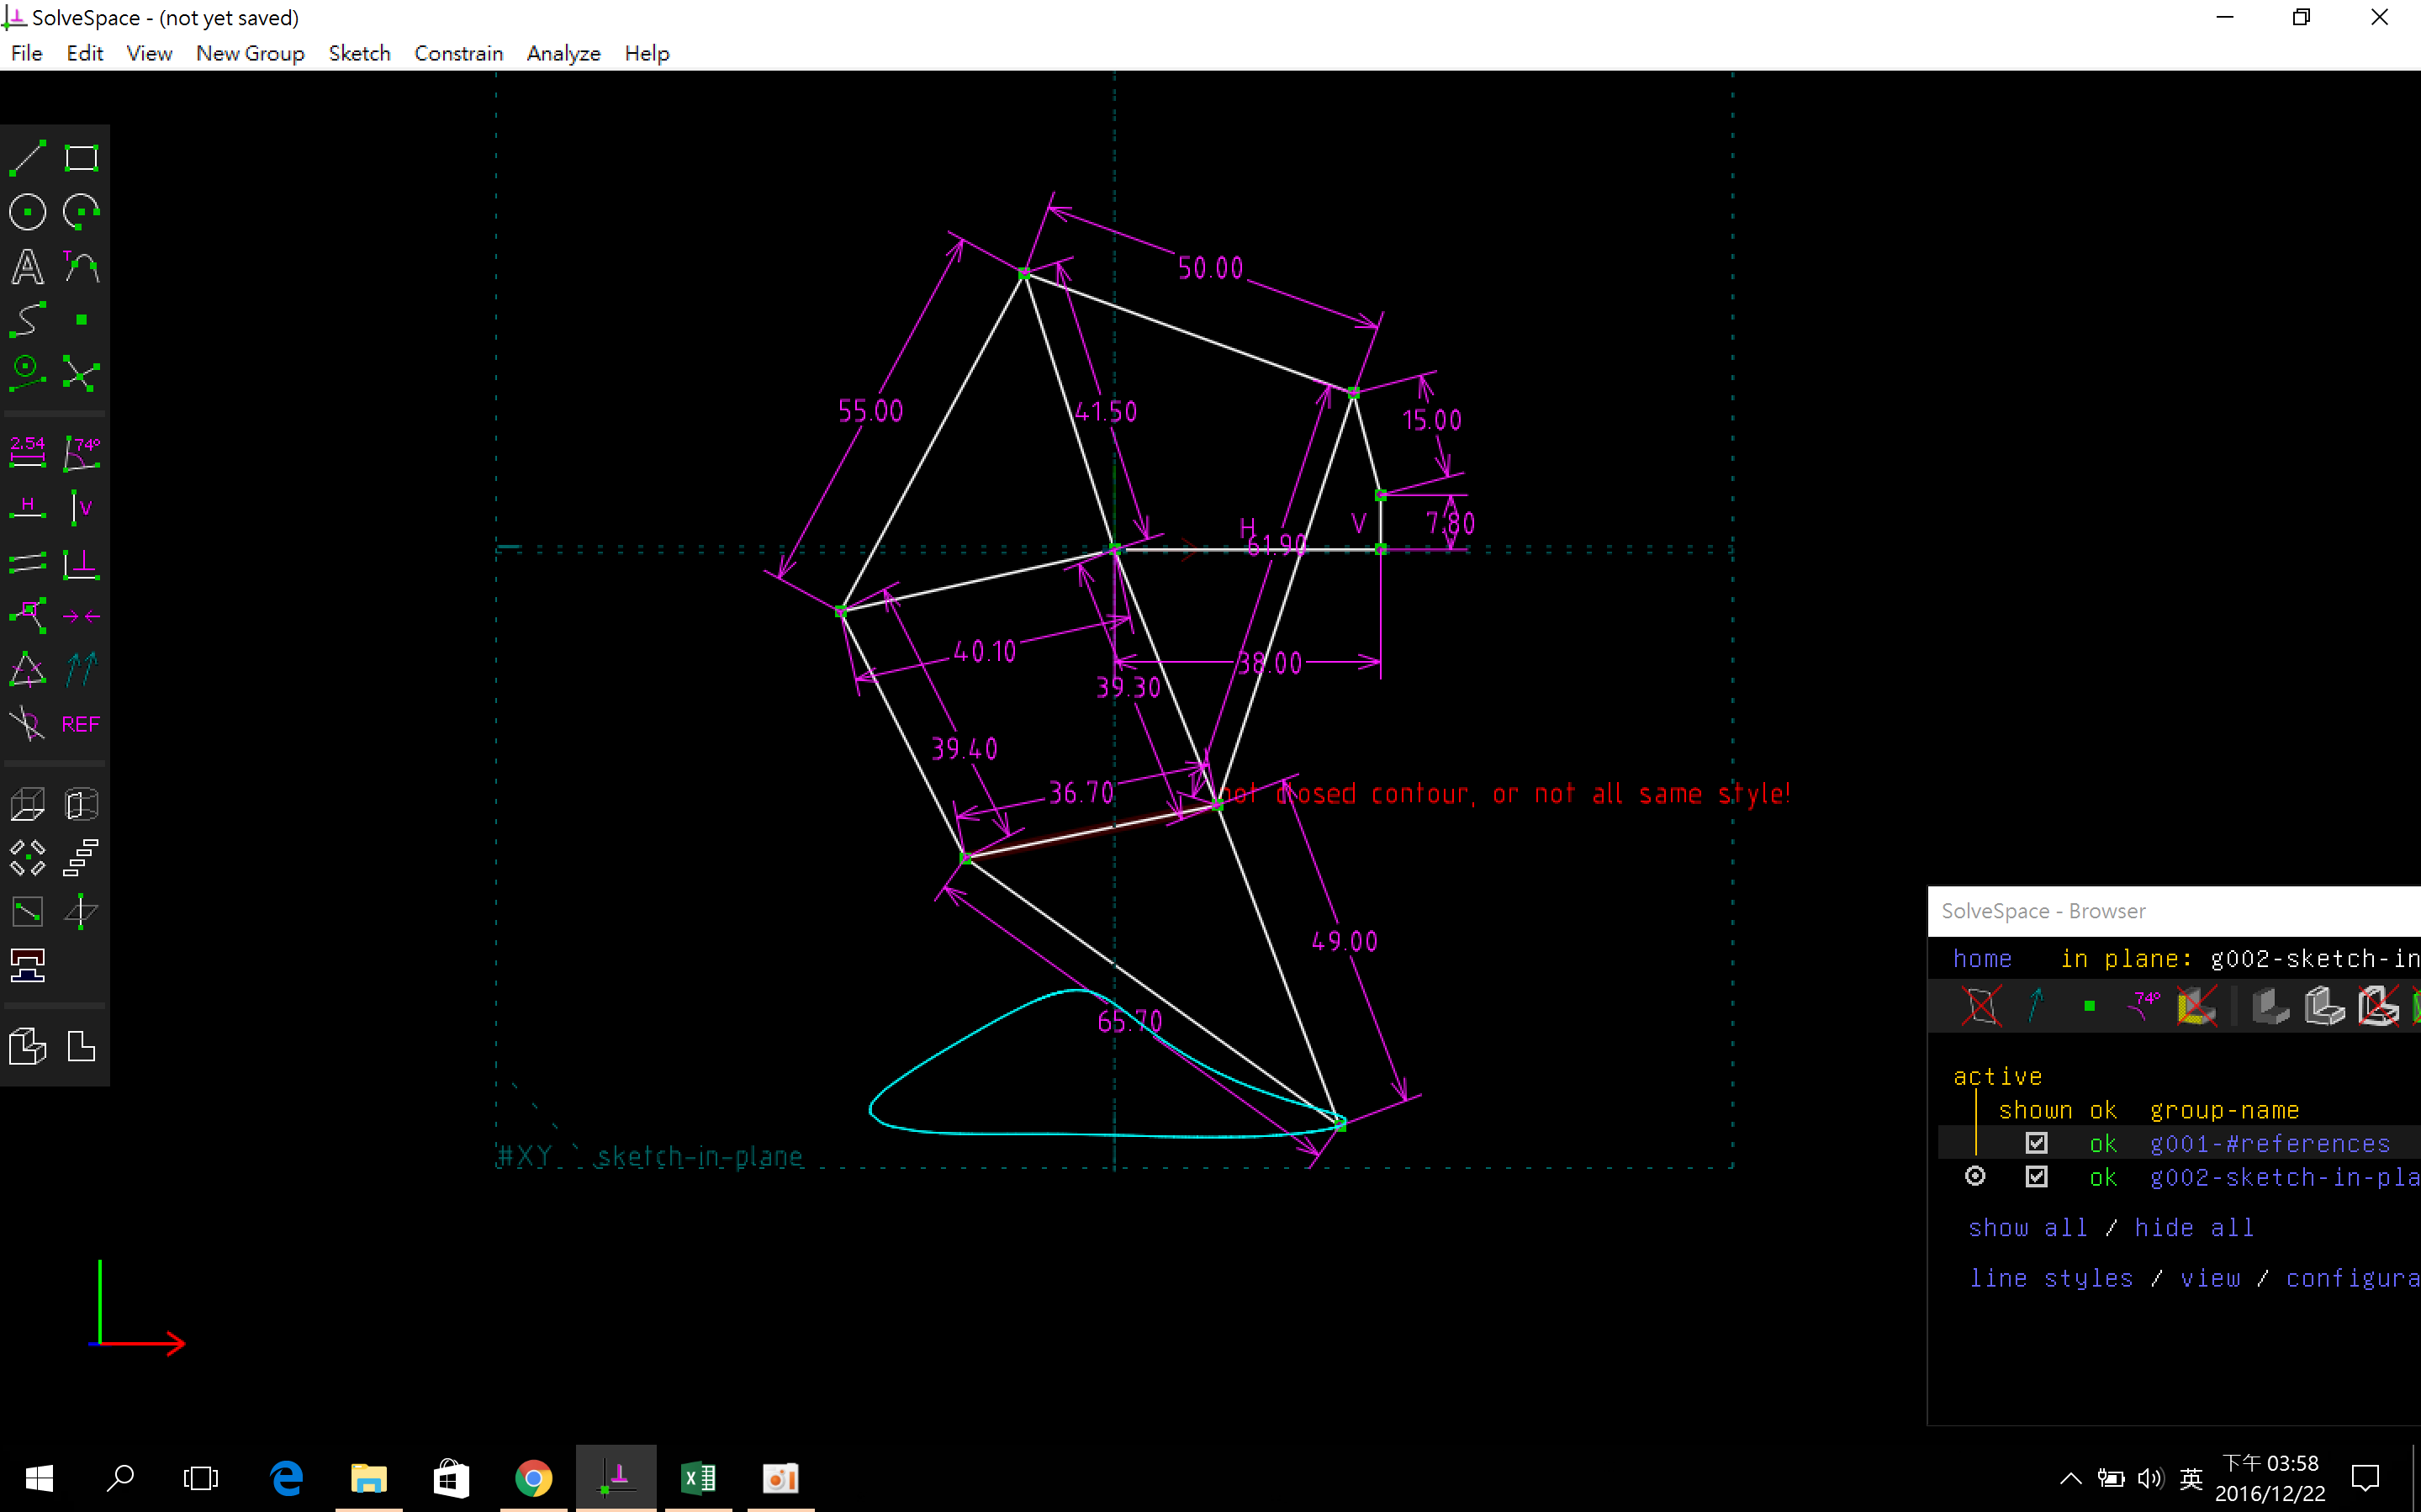 SolveSpace - (not yet saved)
File Edit View New Group Sketch Constrain Analyze Help
A T
2.54 74°
H V
REF
50.00
55.00
41.50
15.00
H V 7.80
61.90
40.10
38.00
39.30
39.40
36.70
not closed contour, or not all same style!
49.00
65.70
#XY sketch-in-plane
SolveSpace - Browser
home in plane: g002-sketch-in
74°
active
shown ok group-name
ok g001-#references
ok g002-sketch-in-pla
show all / hide all
line styles / view / configura
英
下午 03:58
2016/12/22